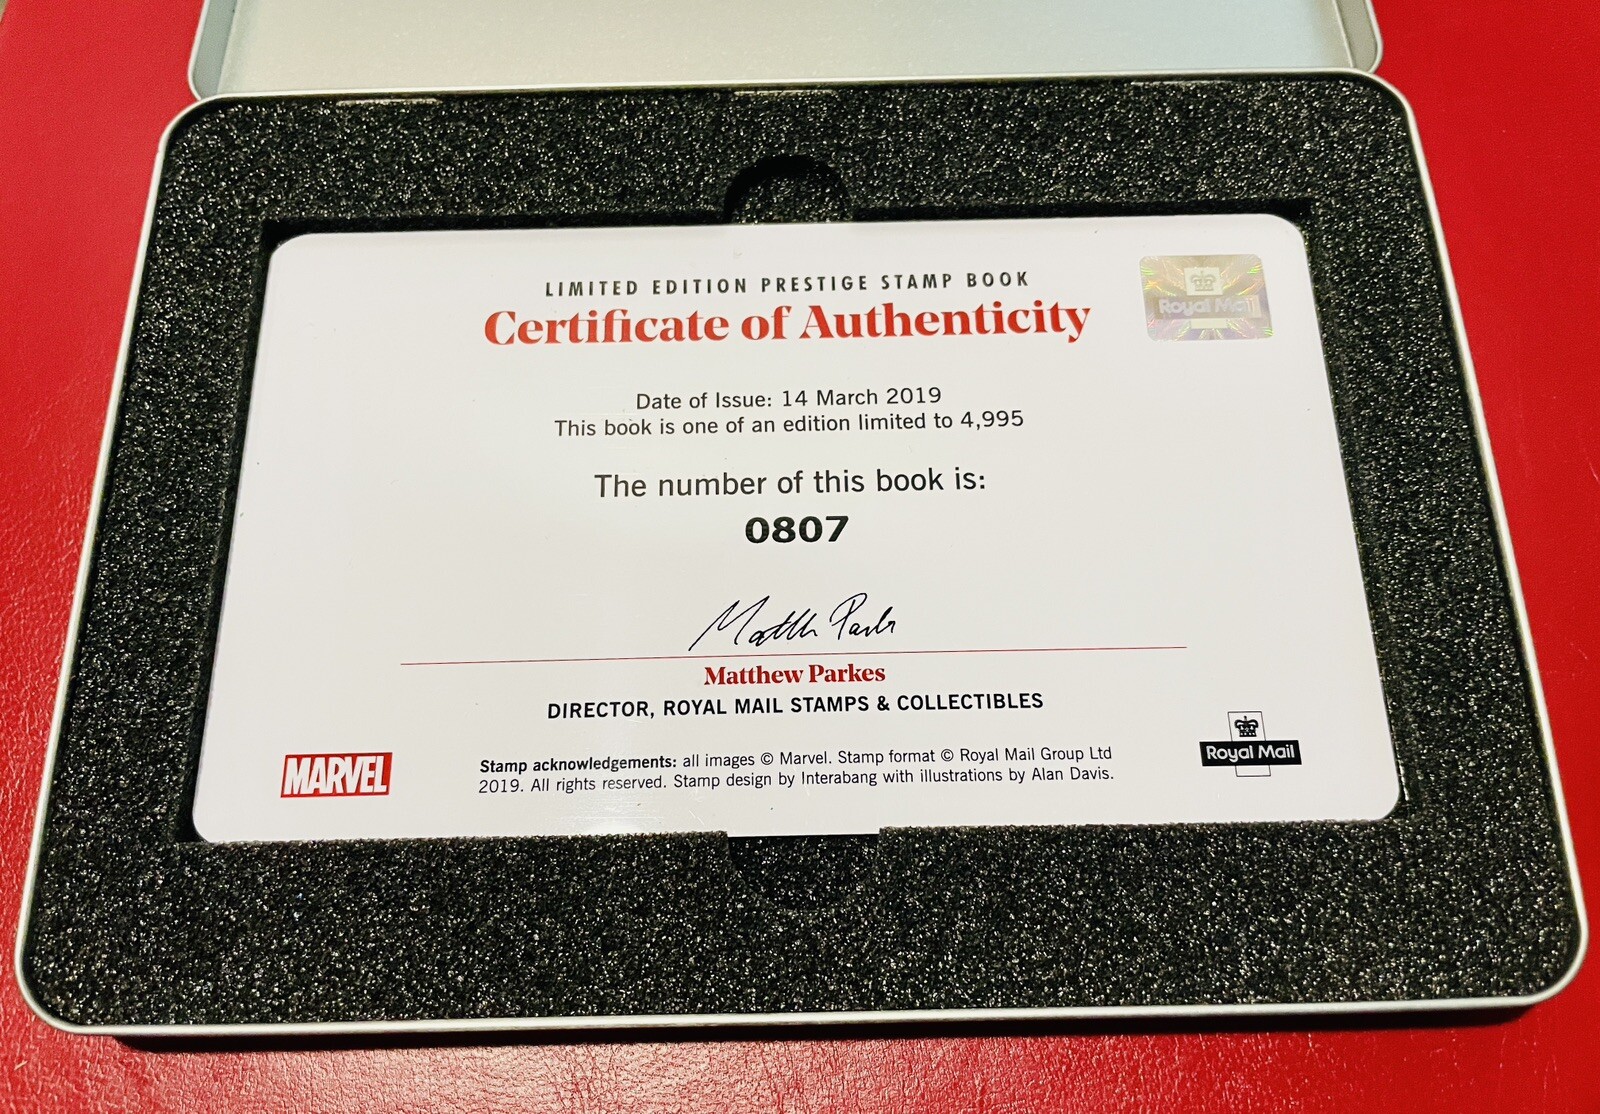 LIMITED EDITION PRESTIGE STAMP BOOK
Certificate of Authenticity
Royal Mail
Date of Issue: 14 March 2019
This book is one of an edition limited to 4,995
The number of this book is:
0807
Matthew Parkes
DIRECTOR, ROYAL MAIL STAMPS & COLLECTIBLES
MARVEL
Stamp acknowledgements: all images © Marvel. Stamp format © Royal Mail Group Ltd
2019. All rights reserved. Stamp design by Interabang with illustrations by Alan Davis.
Royal Mail